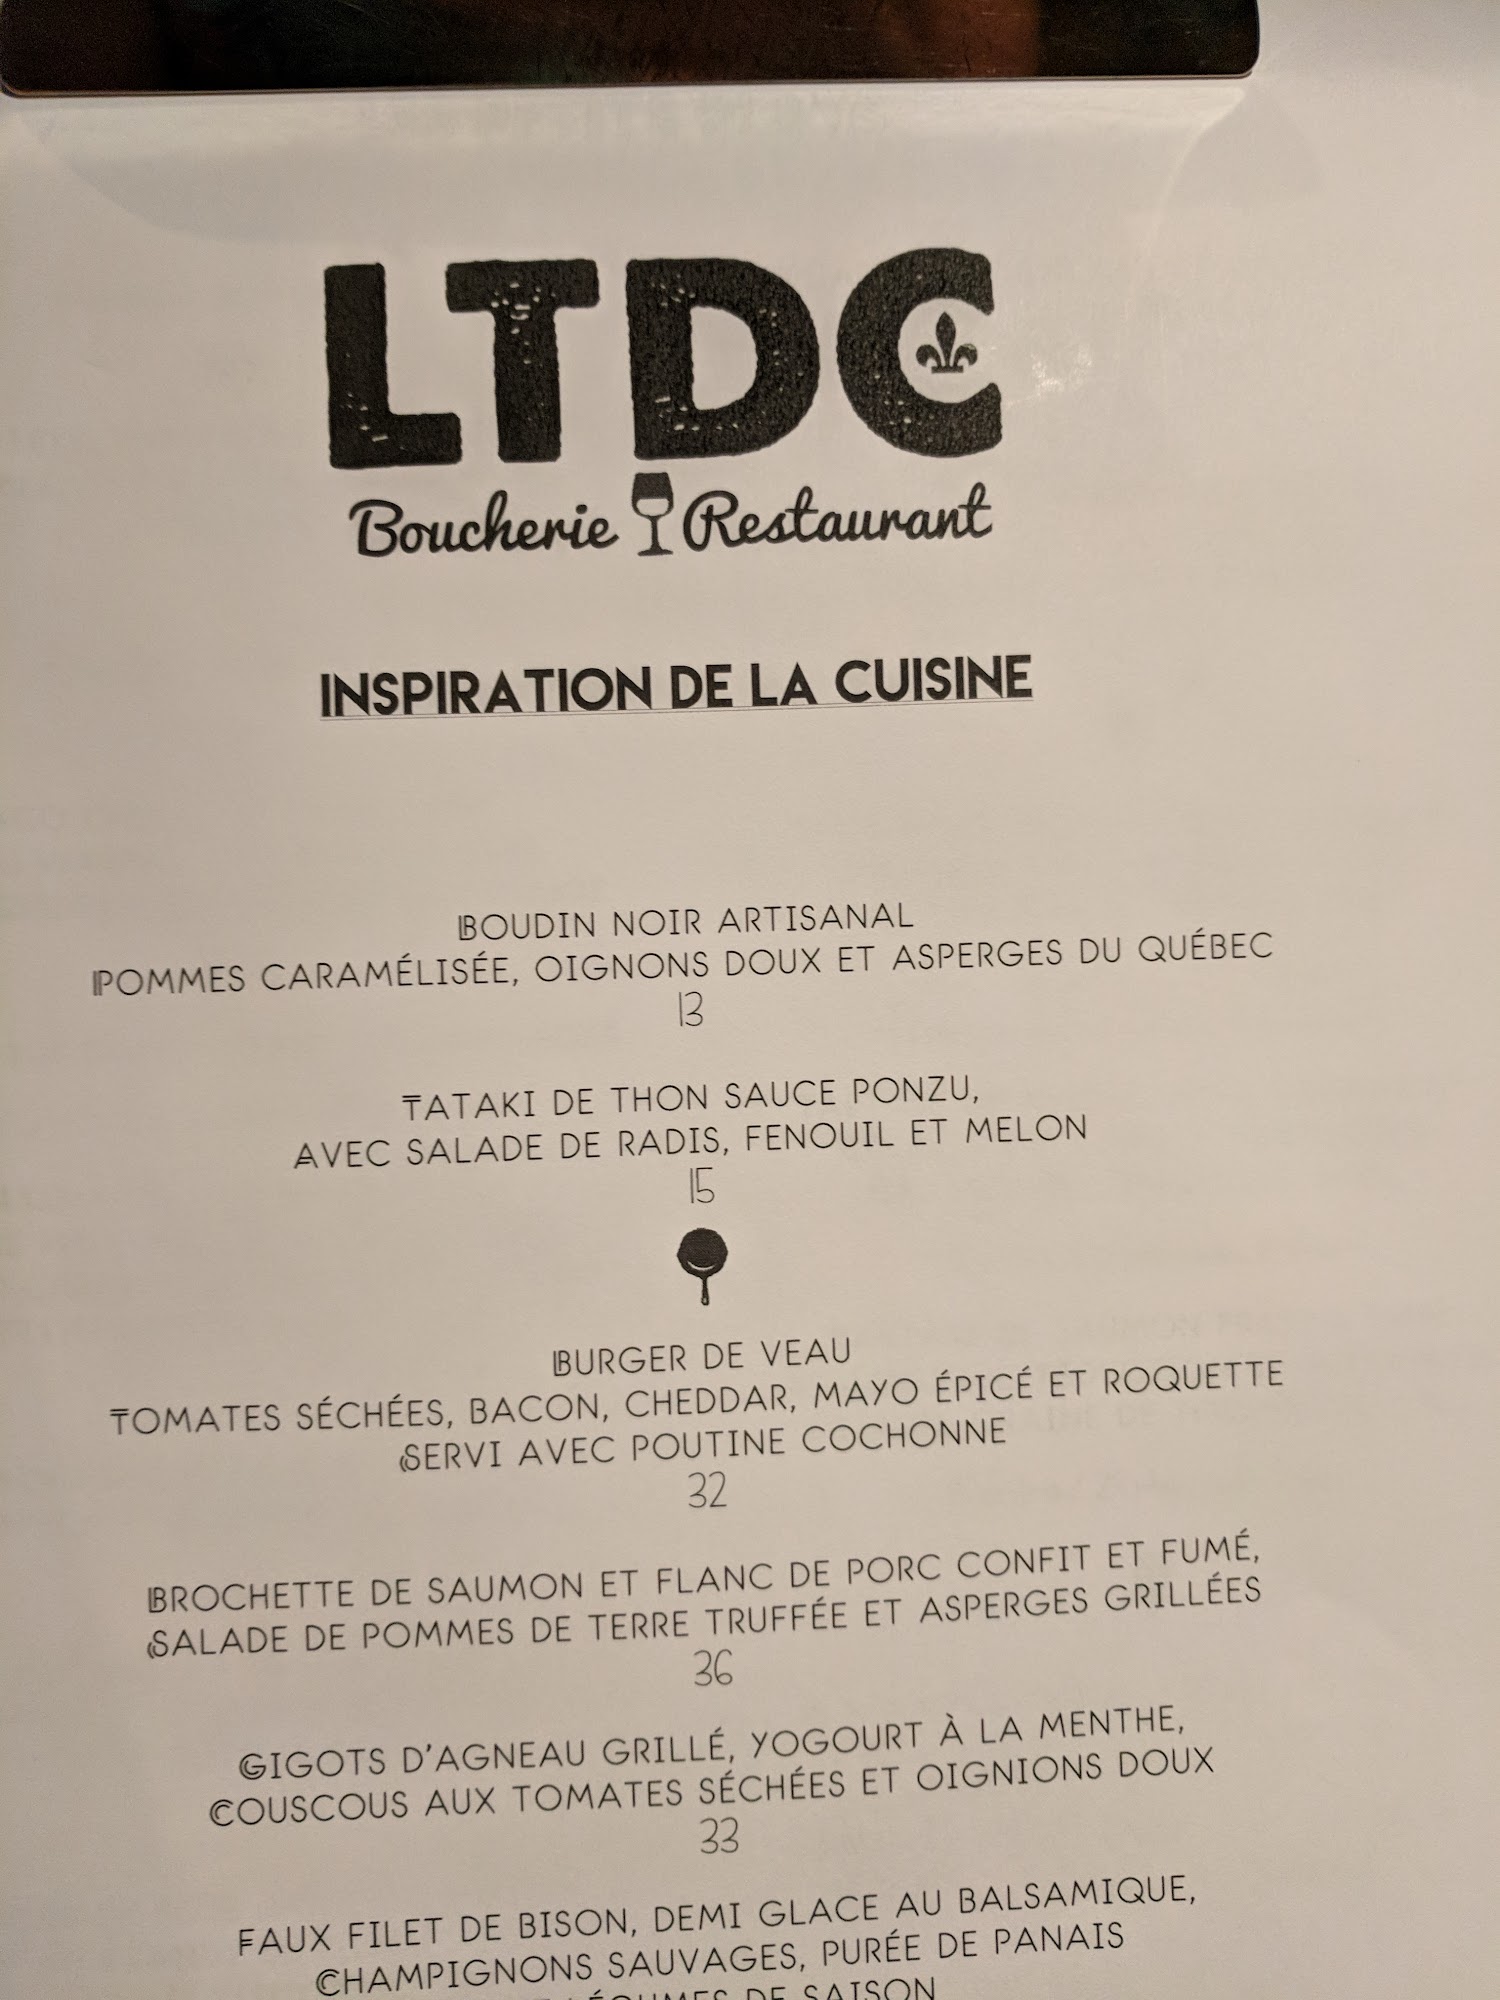 LTDC
Boucherie Restaurant
INSPIRATION DE LA CUISINE
BOUDIN NOIR ARTISANAL
POMMES CARAMÉLISÉE, OIGNONS DOUX ET ASPERGES DU QUÉBEC
13
TATAKI DE THON SAUCE PONZU,
AVEC SALADE DE RADIS, FENOUIL ET MELON
15
BURGER DE VEAU
TOMATES SÉCHÉES, BACON, CHEDDAR, MAYO ÉPICÉ ET ROQUETTE
SERVI AVEC POUTINE COCHONNE
32
BROCHETTE DE SAUMON ET FLANC DE PORC CONFIT ET FUMÉ,
SALADE DE POMMES DE TERRE TRUFFÉE ET ASPERGES GRILLÉES
36
GIGOTS D'AGNEAU GRILLÉ, YOGOURT À LA MENTHE,
COUSCOUS AUX TOMATES SÉCHÉES ET OIGNIONS DOUX
33
FAUX FILET DE BISON, DEMI GLACE AU BALSAMIQUE,
CHAMPIGNONS SAUVAGES, PURÉE DE PANAIS
LÉGUMES DE SAISON